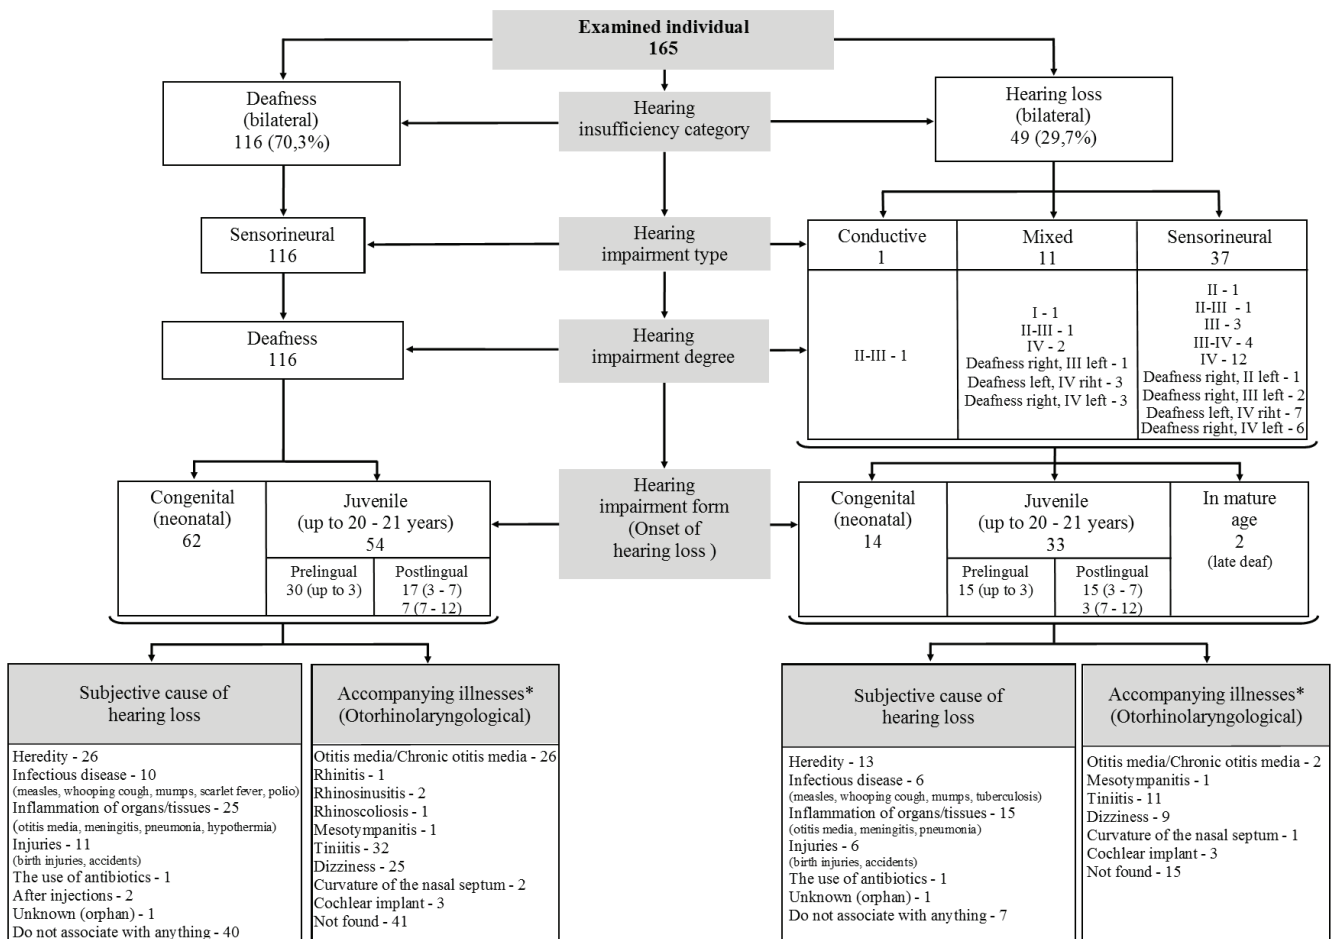 Examined individual
165
Deafness
(bilateral)
116 (70,3%)
Hearing
insufficiency category
Hearing loss
(bilateral)
49 (29,7%)
Sensorineural
116
Hearing
impairment type
Conductive
1
Mixed
11
Sensorineural
37
Deafness
116
Hearing
impairment degree
II-III - 1
I - 1
II-III - 1
IV - 2
Deafness right, III left - 1
Deafness left, IV riht - 3
Deafness right, IV left - 3
II - 1
II-III - 1
III - 3
III-IV - 4
IV - 12
Deafness right, II left - 1
Deafness right, III left - 2
Deafness left, IV riht - 7
Deafness right, IV left - 6
Congenital
(neonatal)
62
Juvenile
(up to 20 - 21 years)
54
Prelingual
30 (up to 3)
Postlingual
17 (3 - 7)
7 (7 - 12)
Hearing
impairment form
(Onset of
hearing loss )
Congenital
(neonatal)
14
Juvenile
(up to 20 - 21 years)
33
Prelingual
15 (up to 3)
Postlingual
15 (3 - 7)
3 (7 - 12)
In mature
age
2
(late deaf)
Subjective cause of
hearing loss
Heredity - 26
Infectious disease - 10
(measles, whooping cough, mumps, scarlet fever, polio)
Inflammation of organs/tissues - 25
(otitis media, meningitis, pneumonia, hypothermia)
Injuries - 11
(birth injuries, accidents)
The use of antibiotics - 1
After injections - 2
Unknown (orphan) - 1
Do not associate with anything - 40
Accompanying illnesses*
(Otorhinolaryngological)
Otitis media/Chronic otitis media - 26
Rhinitis - 1
Rhinosinusitis - 2
Rhinoscoliosis - 1
Mesotympanitis - 1
Tiniitis - 32
Dizziness - 25
Curvature of the nasal septum - 2
Cochlear implant - 3
Not found - 41
Subjective cause of
hearing loss
Heredity - 13
Infectious disease - 6
(measles, whooping cough, mumps, tuberculosis)
Inflammation of organs/tissues - 15
(otitis media, meningitis, pneumonia)
Injuries - 6
(birth injuries, accidents)
The use of antibiotics - 1
Unknown (orphan) - 1
Do not associate with anything - 7
Accompanying illnesses*
(Otorhinolaryngological)
Otitis media/Chronic otitis media - 2
Mesotympanitis - 1
Tiniitis - 11
Dizziness - 9
Curvature of the nasal septum - 1
Cochlear implant - 3
Not found - 15